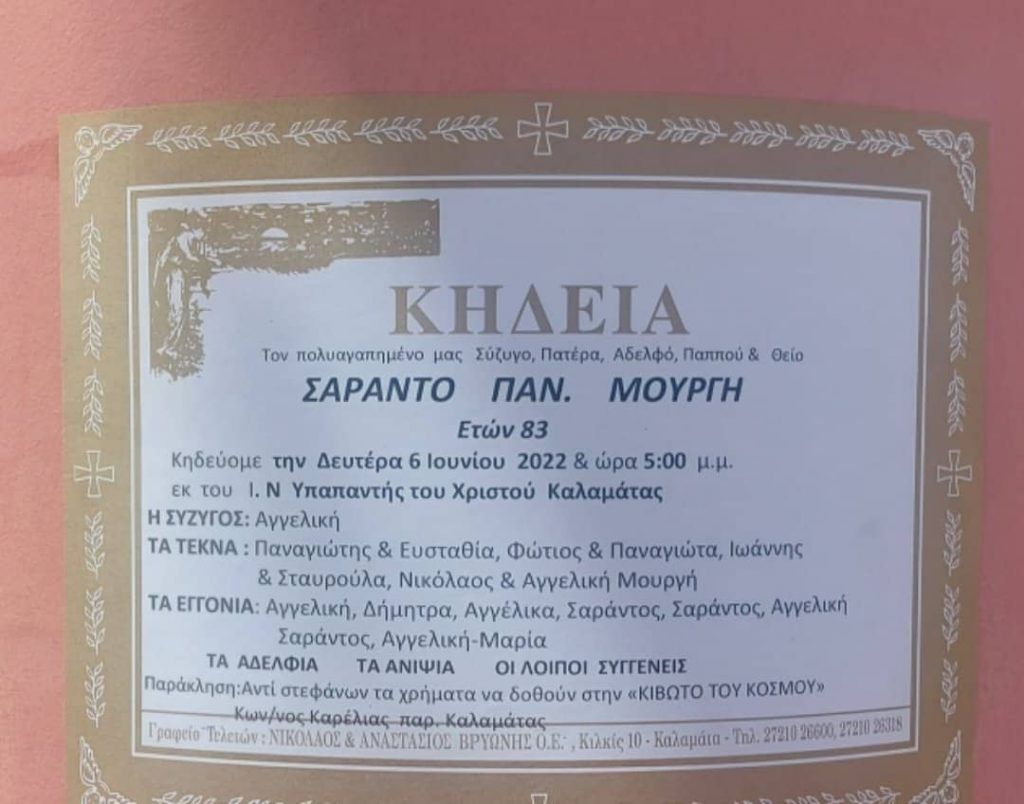 ΚΗΔΕΙΑ
Τον πολυαγαπημένο μας Σύζυγο, Πατέρα, Αδελφό, Παππού & Θείο
ΣΑΡΑΝΤΟ ΠΑΝ. ΜΟΥΡΓΗ
Ετών 83
Κηδεύομε την Δευτέρα 6 Ιουνίου 2022 & ώρα 5:00 μ.μ.
εκ του Ι. Ν Υπαπαντής του Χριστού Καλαμάτας
Η ΣΥΖΥΓΟΣ: Αγγελική
ΤΑ ΤΕΚΝΑ : Παναγιώτης & Ευσταθία, Φώτιος & Παναγιώτα, Ιωάννης
& Σταυρούλα, Νικόλαος & Αγγελική Μουργή
ΤΑ ΕΓΓΟΝΙΑ: Αγγελική, Δήμητρα, Αγγέλικα, Σαράντος, Σαράντος, Αγγελική
Σαράντος, Αγγελική-Μαρία
ΤΑ ΑΔΕΛΦΙΑ ΤΑ ΑΝΙΨΙΑ ΟΙ ΛΟΙΠΟΙ ΣΥΓΓΕΝΕΙΣ
Παράκληση:Αντί στεφάνων τα χρήματα να δοθούν στην «ΚΙΒΩΤΟ ΤΟΥ ΚΟΣΜΟΥ»
Κων/νος Καρέλιας παρ. Καλαμάτας
Γραφείο Τελετών : ΝΙΚΟΛΑΟΣ & ΑΝΑΣΤΑΣΙΟΣ ΒΡΥΩΝΗΣ Ο.Ε. , Κιλκίς 10 - Καλαμάτα - Τηλ. 27210 26600, 27210 26318